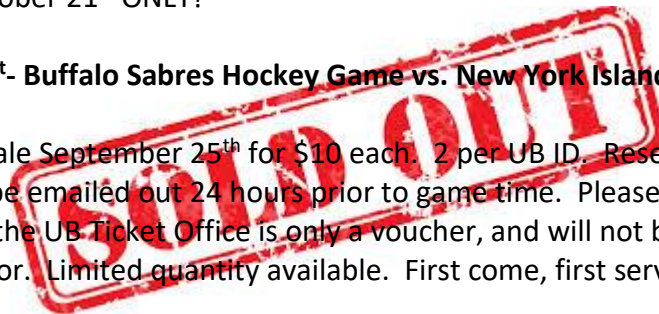 ober 21st ONLY!
t- Buffalo Sabres Hockey Game vs. New York Island
ale September 25th for $10 each. 2 per UB ID. Rese
be emailed out 24 hours prior to game time. Please
the UB Ticket Office is only a voucher, and will not b
or. Limited quantity available. First come, first serv
SOLD OUT